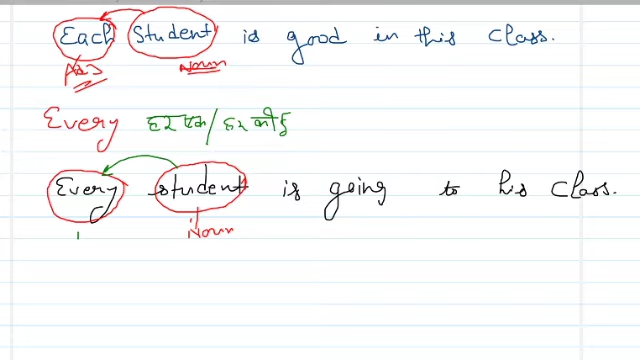 Each Student is good in this class.
Adj Noun
Every हर एक/हर कोई
Every student is going to his class.
Noun